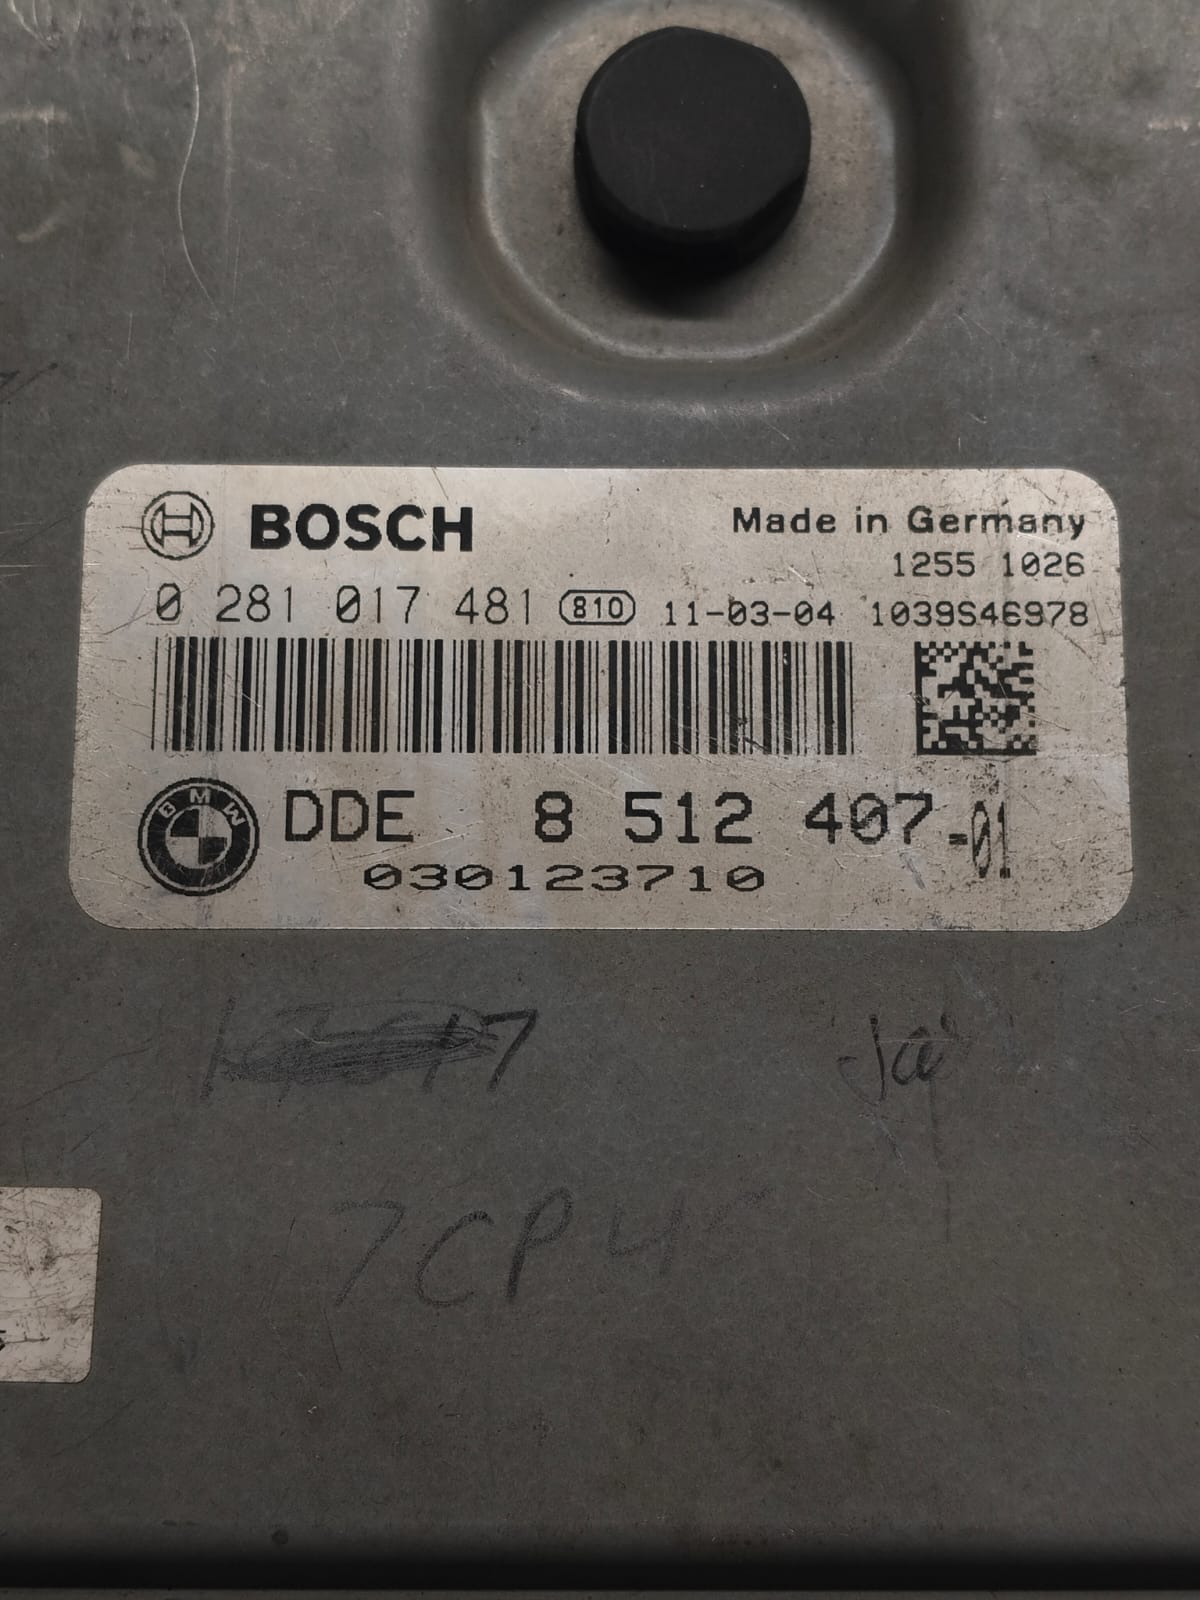 BOSCH
Made in Germany
1255 1026
0 281 017 481 810 11-03-04 1039S46978
BMW
DDE 8 512 407-01
030123710
7CP4